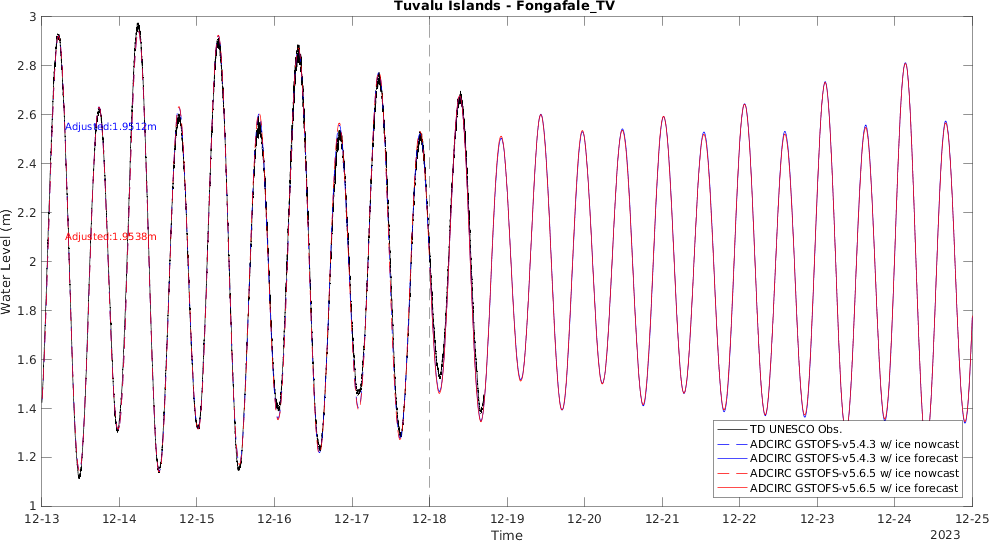 Tuvalu Islands - Fongafale_TV
3
2.8
2.6
2.4
2.2
2
1.8
1.6
1.4
1.2
1
Water Level (m)
Adjusted:1.9512m
Adjusted:1.9538m
TD UNESCO Obs.
ADCIRC GSTOFS-v5.4.3 w/ ice nowcast
ADCIRC GSTOFS-v5.4.3 w/ ice forecast
ADCIRC GSTOFS-v5.6.5 w/ ice nowcast
ADCIRC GSTOFS-v5.6.5 w/ ice forecast
12-13 12-14 12-15 12-16 12-17 12-18 12-19 12-20 12-21 12-22 12-23 12-24 12-25
Time
2023